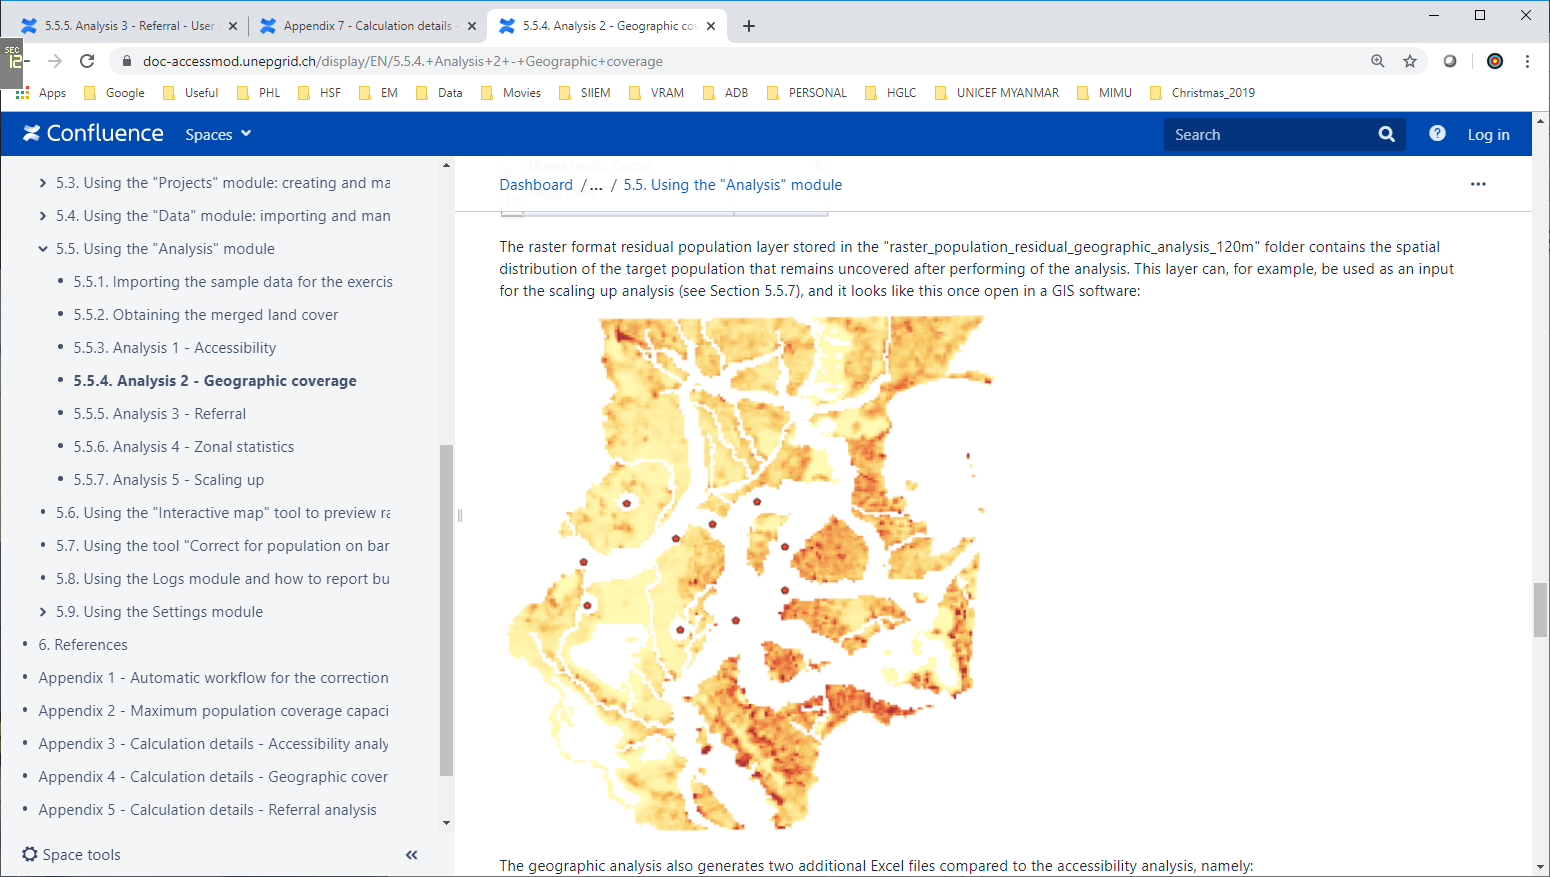 5.5.5. Analysis 3 - Referral - User
Appendix 7 - Calculation details -
5.5.4. Analysis 2 - Geographic cov
SEC
12
doc-accessmod.unepgrid.ch/display/EN/5.5.4.+Analysis+2+-+Geographic+coverage
Apps Google Useful PHL HSF EM Data Movies SIIEM VRAM ADB PERSONAL HGLC UNICEF MYANMAR MIMU Christmas_2019
Confluence Spaces Search Log in
5.3. Using the "Projects" module: creating and ma
5.4. Using the "Data" module: importing and man
5.5. Using the "Analysis" module
5.5.1. Importing the sample data for the exercis
5.5.2. Obtaining the merged land cover
5.5.3. Analysis 1 - Accessibility
5.5.4. Analysis 2 - Geographic coverage
5.5.5. Analysis 3 - Referral
5.5.6. Analysis 4 - Zonal statistics
5.5.7. Analysis 5 - Scaling up
5.6. Using the "Interactive map" tool to preview ra
5.7. Using the tool "Correct for population on bar
5.8. Using the Logs module and how to report bu
5.9. Using the Settings module
6. References
Appendix 1 - Automatic workflow for the correction
Appendix 2 - Maximum population coverage capaci
Appendix 3 - Calculation details - Accessibility analy
Appendix 4 - Calculation details - Geographic cover
Appendix 5 - Calculation details - Referral analysis
Space tools
Dashboard /... / 5.5. Using the "Analysis" module
The raster format residual population layer stored in the "raster_population_residual_geographic_analysis_120m" folder contains the spatial
distribution of the target population that remains uncovered after performing of the analysis. This layer can, for example, be used as an input
for the scaling up analysis (see Section 5.5.7), and it looks like this once open in a GIS software:
The geographic analysis also generates two additional Excel files compared to the accessibility analysis, namely: